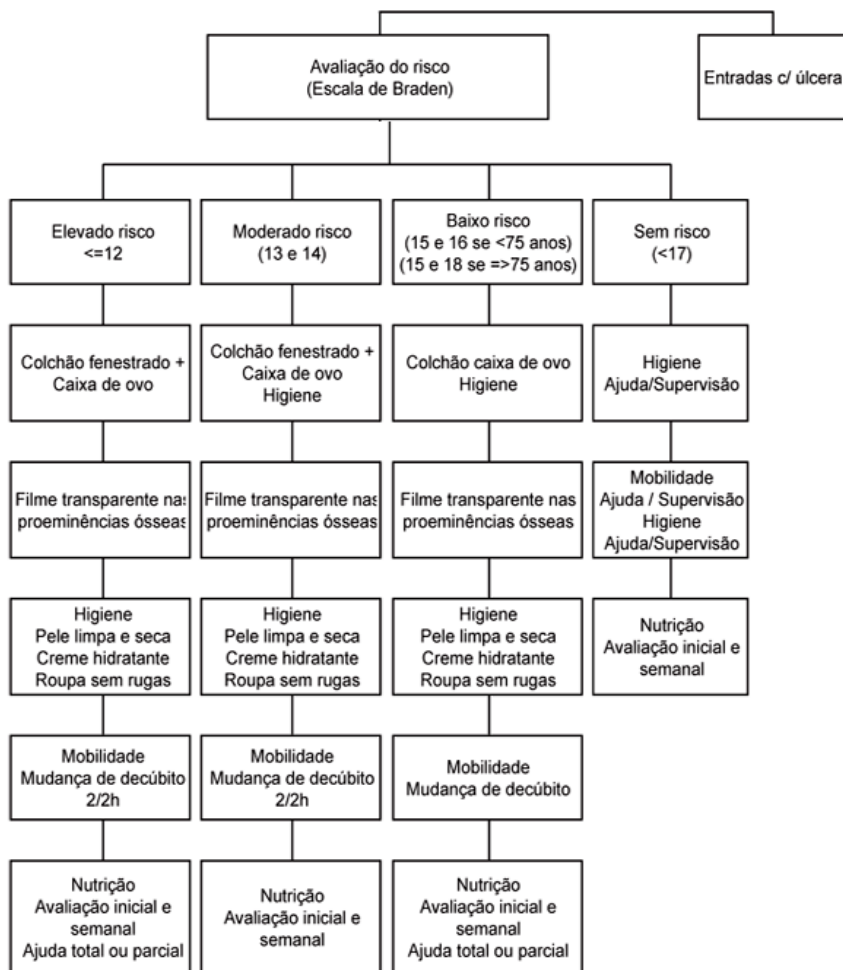 Avaliação do risco
(Escala de Braden)
Entradas c/ úlcera
Elevado risco
<=12
Moderado risco
(13 e 14)
Baixo risco
(15 e 16 se <75 anos)
(15 e 18 se =>75 anos)
Sem risco
(<17)
Colchão fenestrado +
Caixa de ovo
Colchão fenestrado +
Caixa de ovo
Higiene
Colchão caixa de ovo
Higiene
Higiene
Ajuda/Supervisão
Filme transparente nas
proeminências ósseas
Filme transparente nas
proeminências ósseas
Filme transparente nas
proeminências ósseas
Mobilidade
Ajuda / Supervisão
Higiene
Ajuda/Supervisão
Higiene
Pele limpa e seca
Creme hidratante
Roupa sem rugas
Higiene
Pele limpa e seca
Creme hidratante
Roupa sem rugas
Higiene
Pele limpa e seca
Creme hidratante
Roupa sem rugas
Nutrição
Avaliação inicial e
semanal
Mobilidade
Mudança de decúbito
2/2h
Mobilidade
Mudança de decúbito
2/2h
Mobilidade
Mudança de decúbito
Nutrição
Avaliação inicial e
semanal
Ajuda total ou parcial
Nutrição
Avaliação inicial e
semanal
Nutrição
Avaliação inicial e
semanal
Ajuda total ou parcial